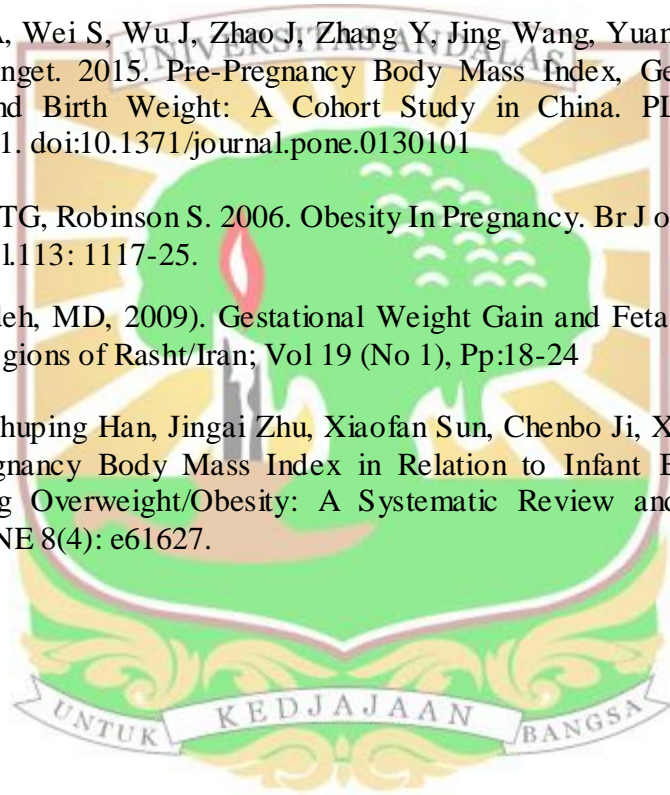 A, Wei S, Wu J, Zhao J, Zhang Y, Jing Wang, Yuan
UNIVERSITAS ANDALAS
nget. 2015. Pre-Pregnancy Body Mass Index, Ge
nd Birth Weight: A Cohort Study in China. PL
1. doi:10.1371/journal.pone.0130101
TG, Robinson S. 2006. Obesity In Pregnancy. Br J o
l.113: 1117-25.
deh, MD, 2009). Gestational Weight Gain and Feta
gions of Rasht/Iran; Vol 19 (No 1), Pp:18-24
huping Han, Jingai Zhu, Xiaofan Sun, Chenbo Ji, X
gnancy Body Mass Index in Relation to Infant B
g Overweight/Obesity: A Systematic Review and
NE 8(4): e61627.
UNTUK KEDJAJAAN BANGSA